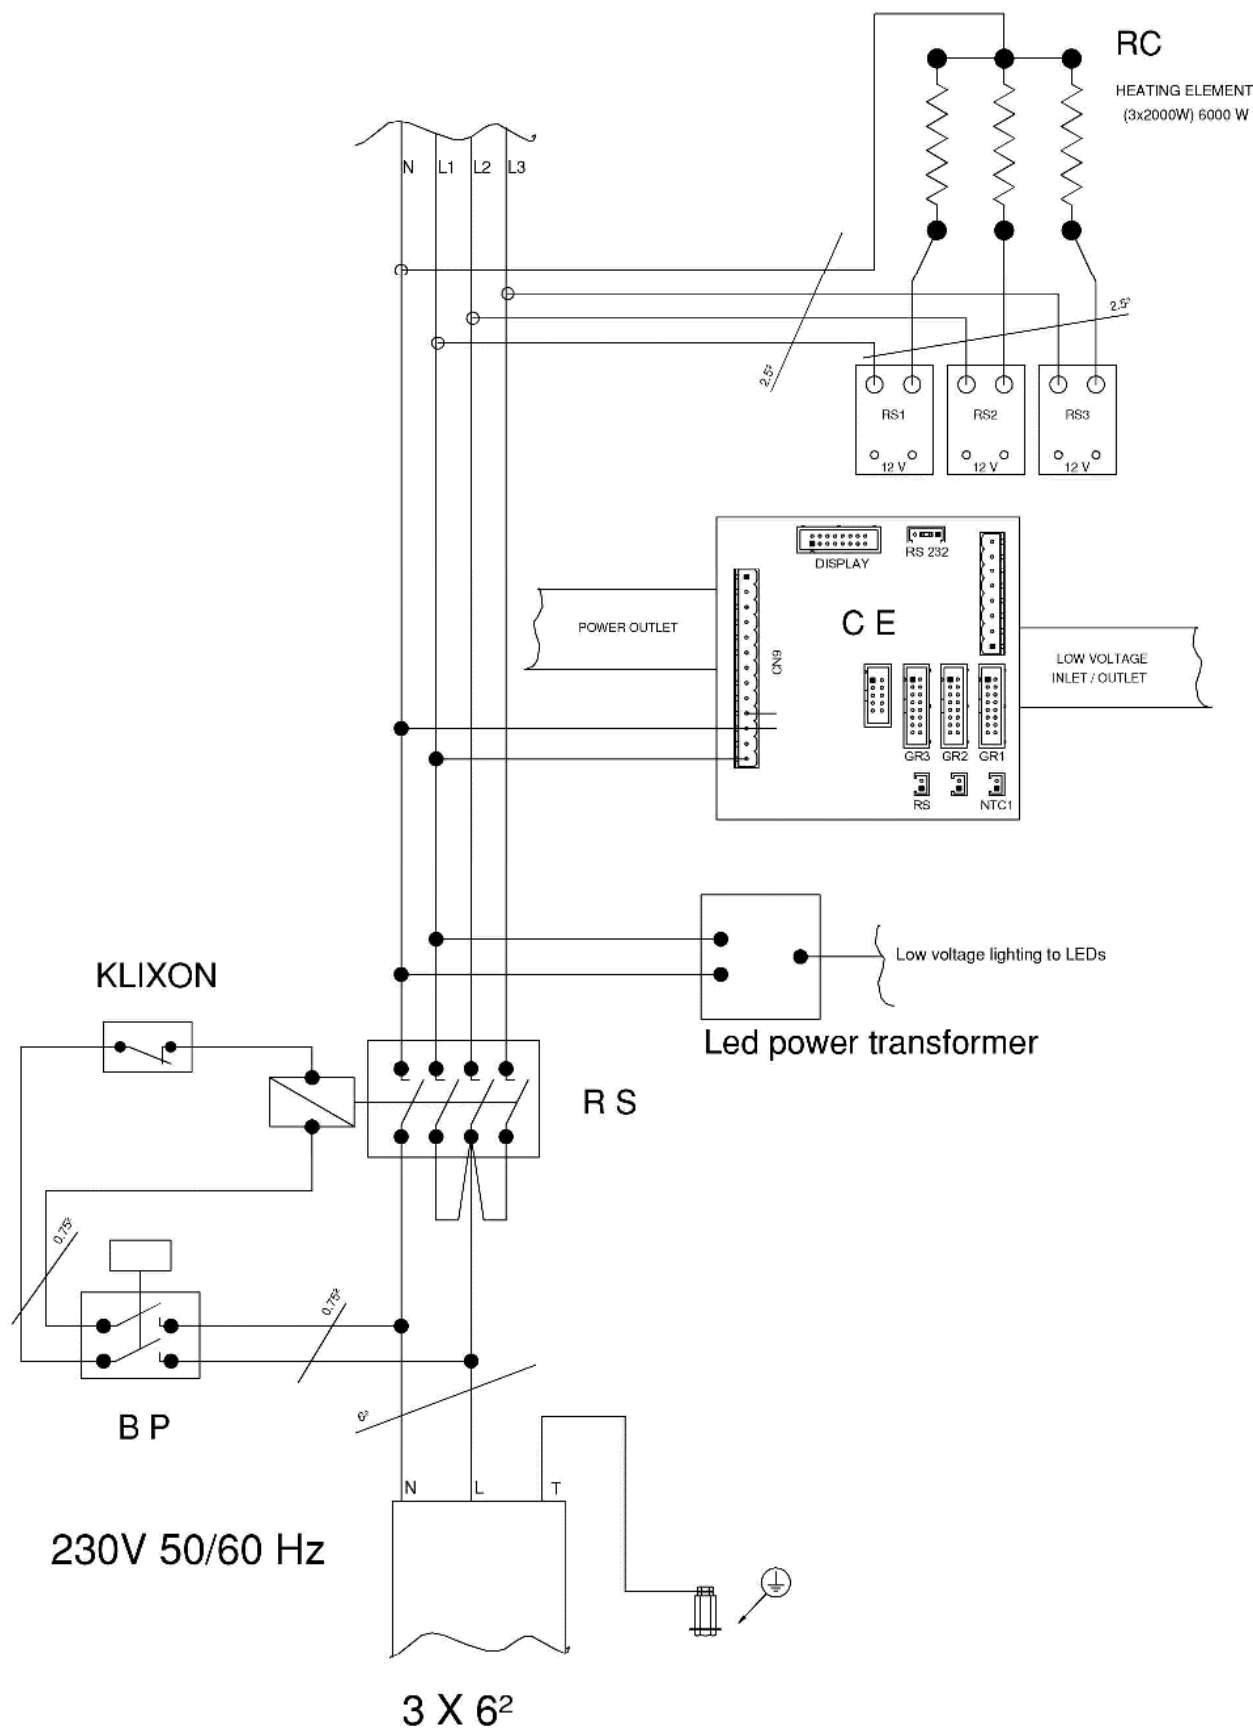 RC
HEATING ELEMENT
(3x2000W) 6000 W
N L1 L2 L3
2.5²
2.5²
RS1 RS2 RS3
12 V 12 V 12 V
DISPLAY
RS 232
C E
POWER OUTLET
CN9
LOW VOLTAGE
INLET / OUTLET
GR3 GR2 GR1
RS NTC1
Low voltage lighting to LEDs
Led power transformer
KLIXON
R S
0.75²
0.75²
B P
6²
N L T
230V 50/60 Hz
3 X 6²